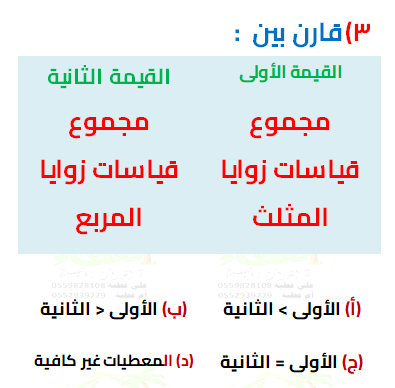 ٣) قارن بين :
القيمة الأولى
مجموع
قياسات زوايا
المثلث
القيمة الثانية
مجموع
قياسات زوايا
المربع
(أ) الأولى < الثانية
(ب) الأولى > الثانية
(ج) الأولى = الثانية
(د) المعطيات غير كافية